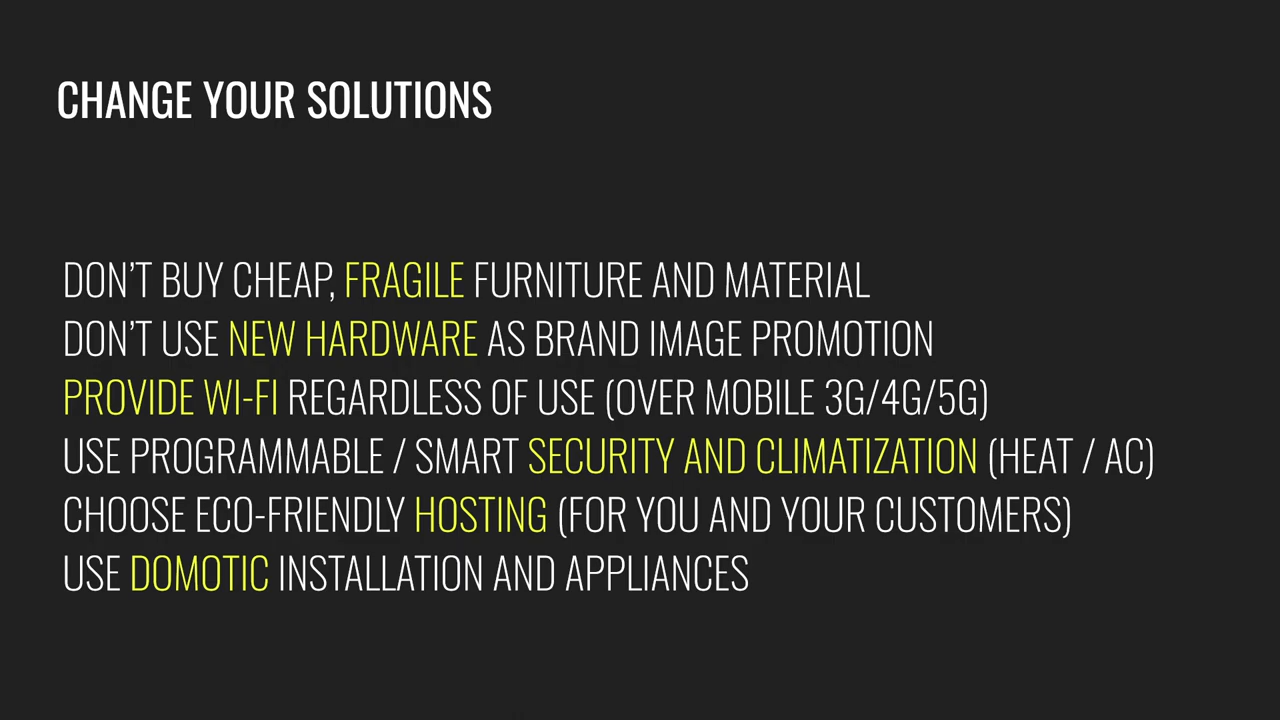 CHANGE YOUR SOLUTIONS
DON'T BUY CHEAP, FRAGILE FURNITURE AND MATERIAL
DON'T USE NEW HARDWARE AS BRAND IMAGE PROMOTION
PROVIDE WI-FI REGARDLESS OF USE (OVER MOBILE 3G/4G/5G)
USE PROGRAMMABLE / SMART SECURITY AND CLIMATIZATION (HEAT / AC)
CHOOSE ECO-FRIENDLY HOSTING (FOR YOU AND YOUR CUSTOMERS)
USE DOMOTIC INSTALLATION AND APPLIANCES